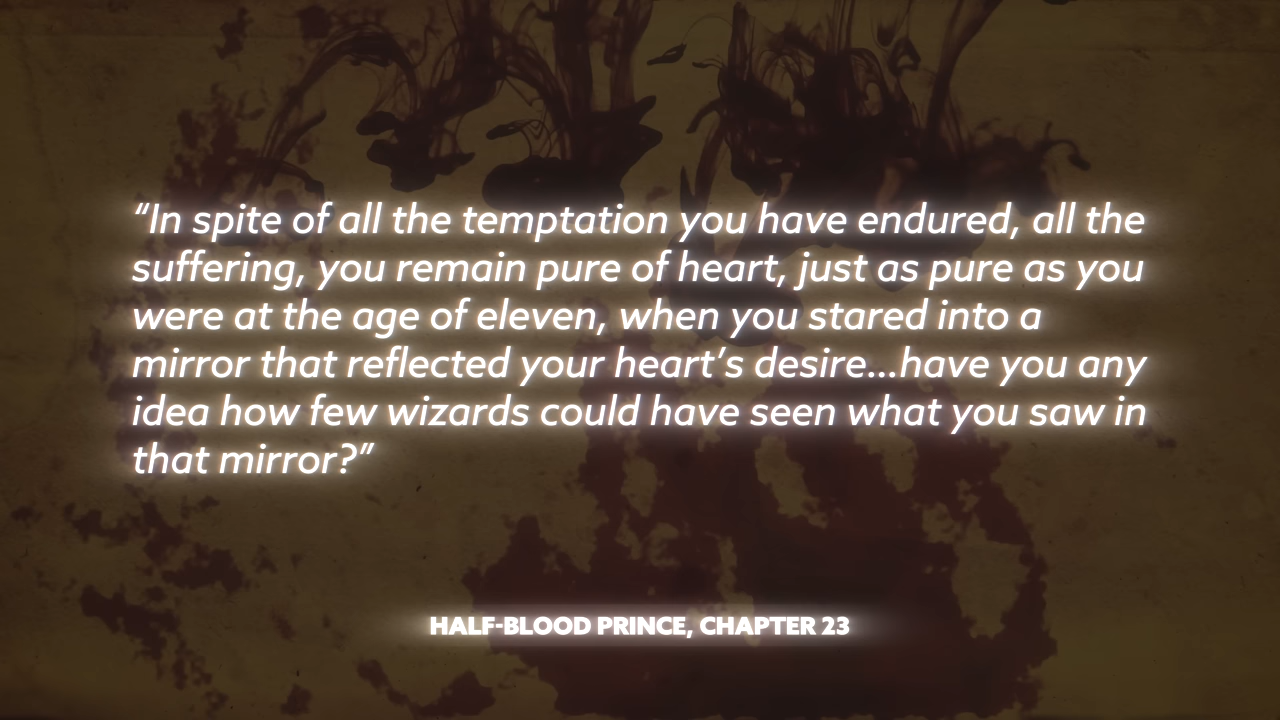 “In spite of all the temptation you have endured, all the
suffering, you remain pure of heart, just as pure as you
were at the age of eleven, when you stared into a
mirror that reflected your heart’s desire...have you any
idea how few wizards could have seen what you saw in
that mirror?”
HALF-BLOOD PRINCE, CHAPTER 23